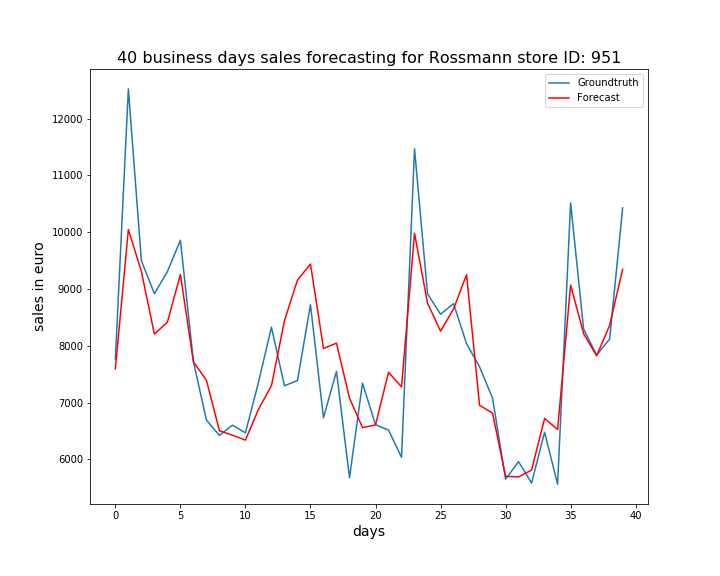 40 business days sales forecasting for Rossmann store ID: 951
Groundtruth
Forecast
sales in euro
12000
11000
10000
9000
8000
7000
6000
0 5 10 15 20 25 30 35 40
days